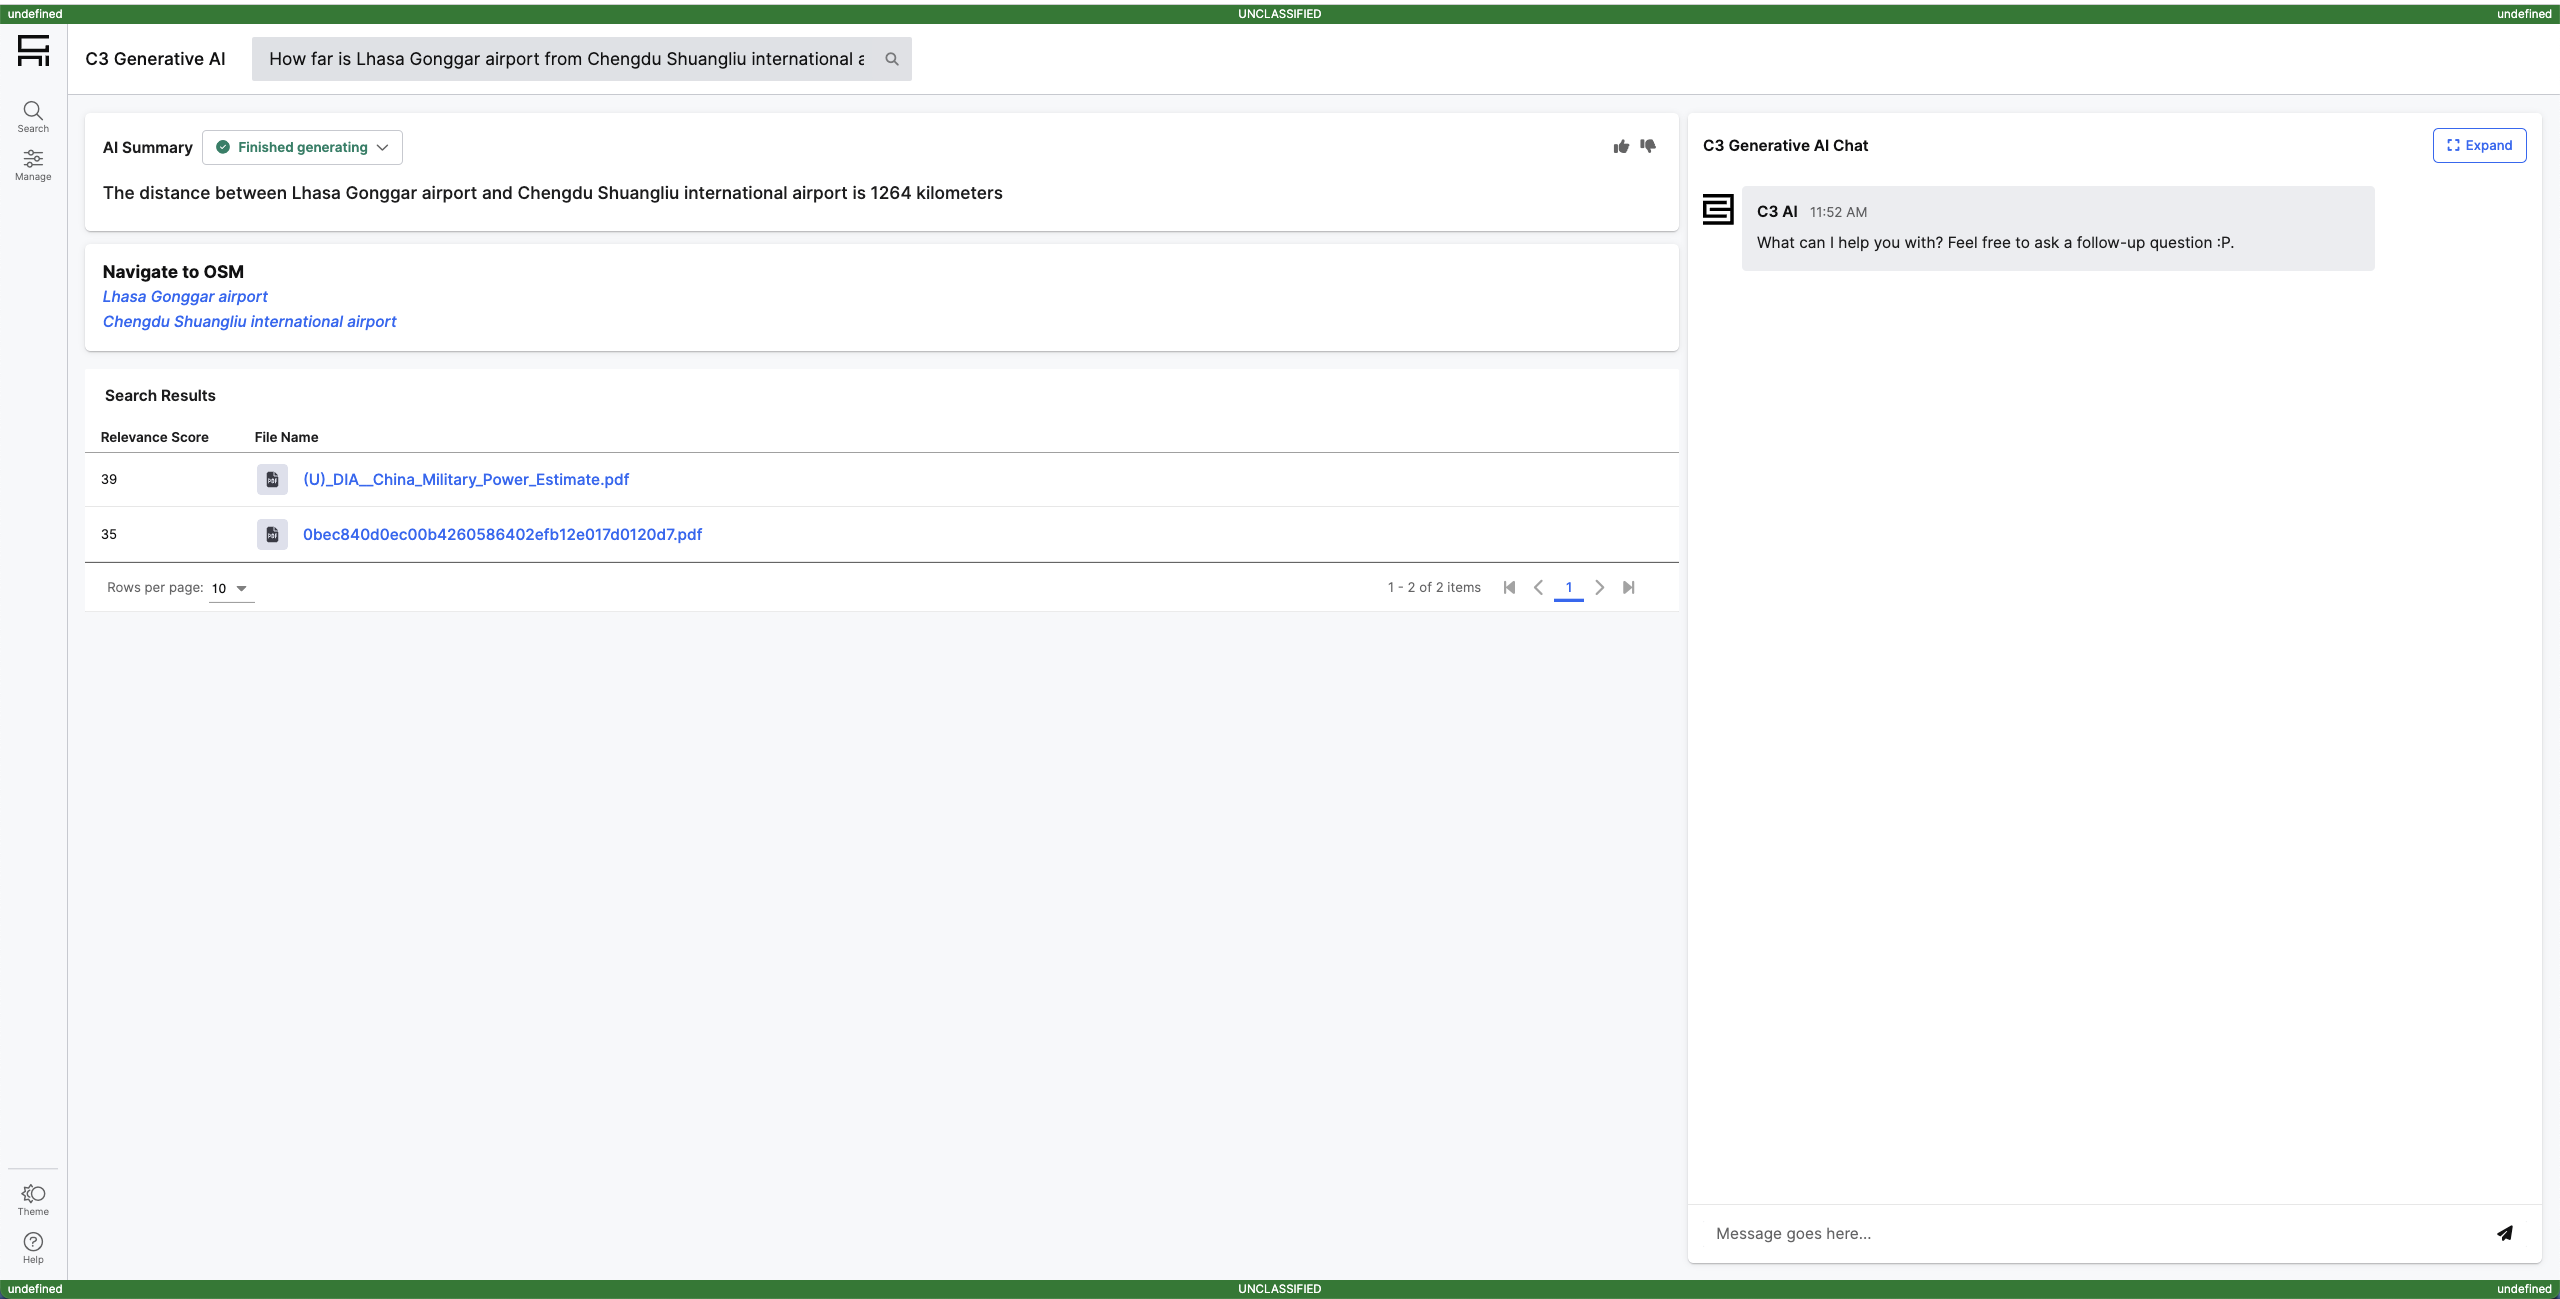 undefined UNCLASSIFIED undefined
C3 Generative AI
How far is Lhasa Gonggar airport from Chengdu Shuangliu international a
Search
Manage
AI Summary
Finished generating
The distance between Lhasa Gonggar airport and Chengdu Shuangliu international airport is 1264 kilometers
Navigate to OSM
Lhasa Gonggar airport
Chengdu Shuangliu international airport
Search Results
Relevance Score File Name
39 PDF (U)_DIA__China_Military_Power_Estimate.pdf
35 PDF 0bec840d0ec00b4260586402efb12e017d0120d7.pdf
Rows per page: 10
1 - 2 of 2 items 1
C3 Generative AI Chat
Expand
C3 AI 11:52 AM
What can I help you with? Feel free to ask a follow-up question :P.
Message goes here...
Theme
Help
undefined UNCLASSIFIED undefined